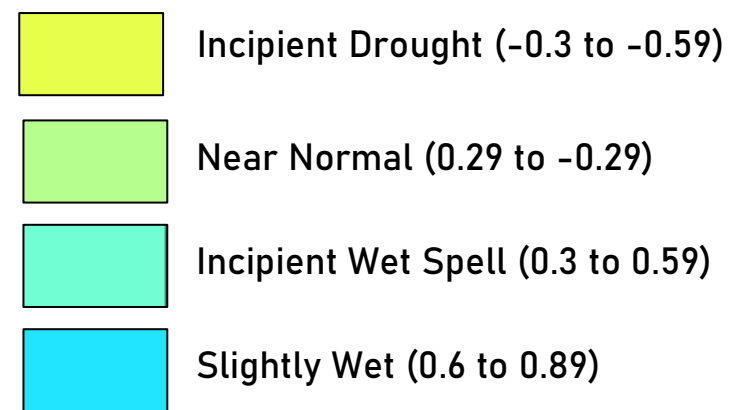 Incipient Drought (-0.3 to -0.59)
Near Normal (0.29 to -0.29)
Incipient Wet Spell (0.3 to 0.59)
Slightly Wet (0.6 to 0.89)